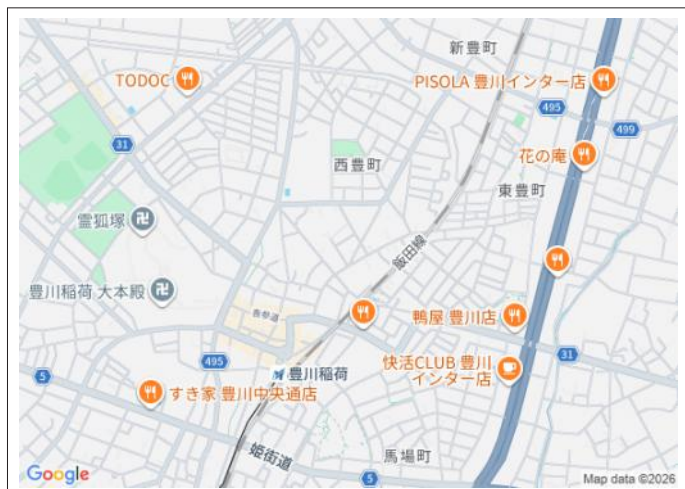 新豊町
TODOC
PISOLA 豊川インター店
495
499
31
花の庵
西豊町
東豊町
霊狐塚
飯田線
豊川稲荷 大本殿
表参道
鴨屋 豊川店
495
31
5
豊川稲荷
快活CLUB 豊川
インター店
すき家 豊川中央通店
姫街道
馬場町
5
Google
Map data ©2026